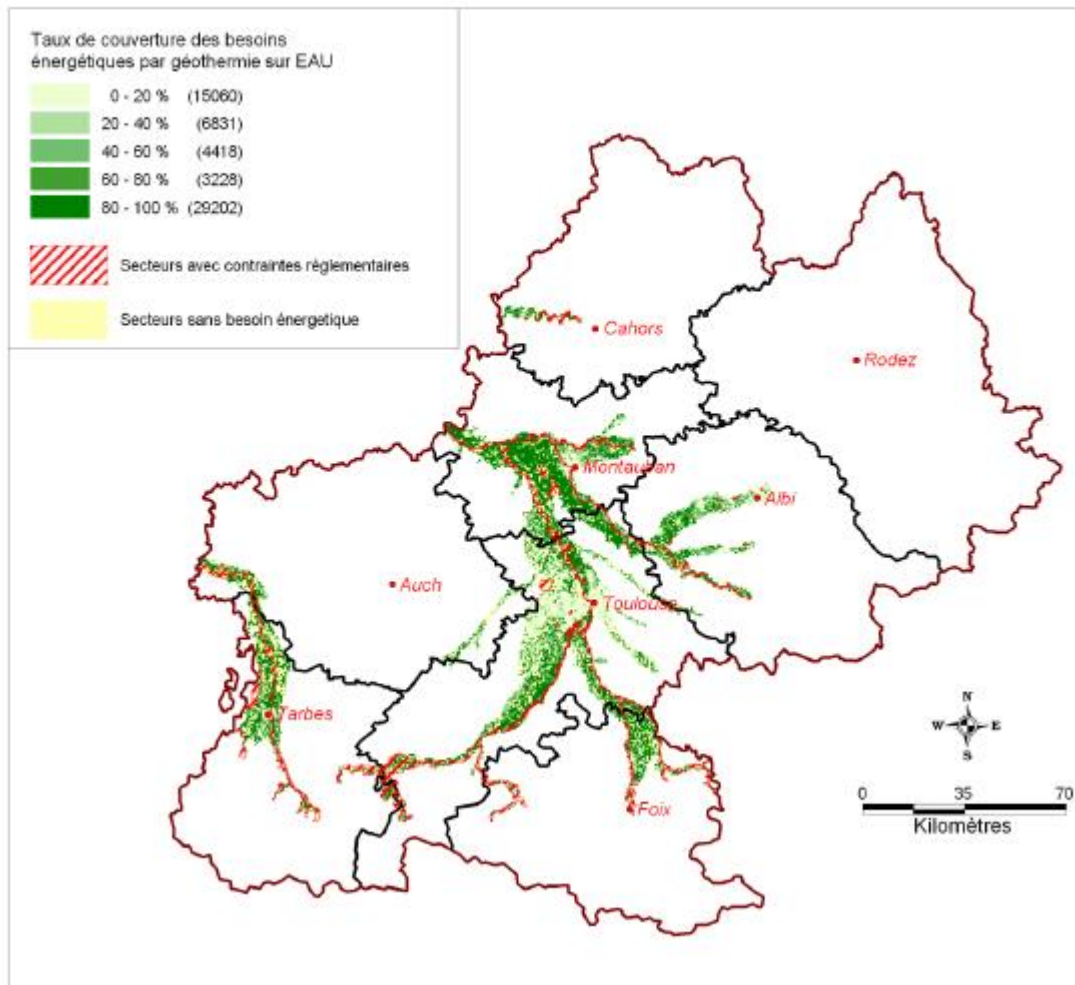 Taux de couverture des besoins
énergétiques par géothermie sur EAU
0 - 20 % (15060)
20 - 40 % (6831)
40 - 60 % (4418)
60 - 80 % (3228)
80 - 100 % (29202)
Secteurs avec contraintes règlementaires
Secteurs sans besoin énergetique
Cahors
Rodez
Montauban
Albi
Auch
Toulouse
Tarbes
Foix
N
W E
S
0 35 70
Kilomètres